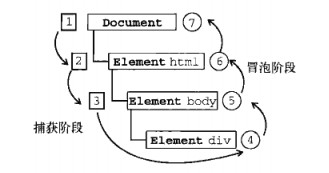 1 Document 7
2 Element html 6
冒泡阶段
3 Element body 5
捕获阶段
Element div 4